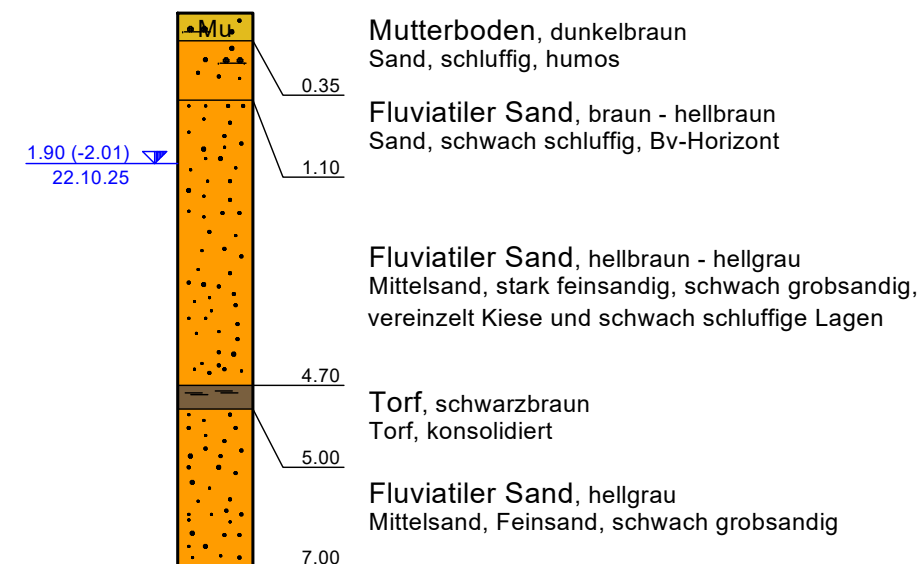 Mu
Mutterboden, dunkelbraun
Sand, schluffig, humos
0.35
Fluviatiler Sand, braun - hellbraun
Sand, schwach schluffig, Bv-Horizont
1.90 (-2.01)
22.10.25
1.10
Fluviatiler Sand, hellbraun - hellgrau
Mittelsand, stark feinsandig, schwach grobsandig,
vereinzelt Kiese und schwach schluffige Lagen
4.70
Torf, schwarzbraun
Torf, konsolidiert
5.00
Fluviatiler Sand, hellgrau
Mittelsand, Feinsand, schwach grobsandig
7.00